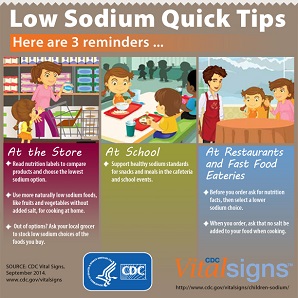 Low Sodium Quick Tips
Here are 3 reminders ...
At the Store
Read nutrition labels to compare
products and choose the lowest
sodium option.
Use more naturally low sodium foods,
like fruits and vegetables without
added salt, for cooking at home.
Out of options? Ask your local grocer
to stock low sodium choices of the
foods you buy.
At School
Support healthy sodium standards
for snacks and meals in the cafeteria
and school events.
At Restaurants
and Fast Food
Eateries
Before you order ask for nutrition
facts, then select a lower
sodium choice.
When you order, ask that no salt be
added to your food when cooking.
SOURCE: CDC Vital Signs,
September 2014,
www.cdc.gov/vitalsigns
CDC
CDC
Vitalsigns™
http://www.cdc.gov/vitalsigns/children-sodium/